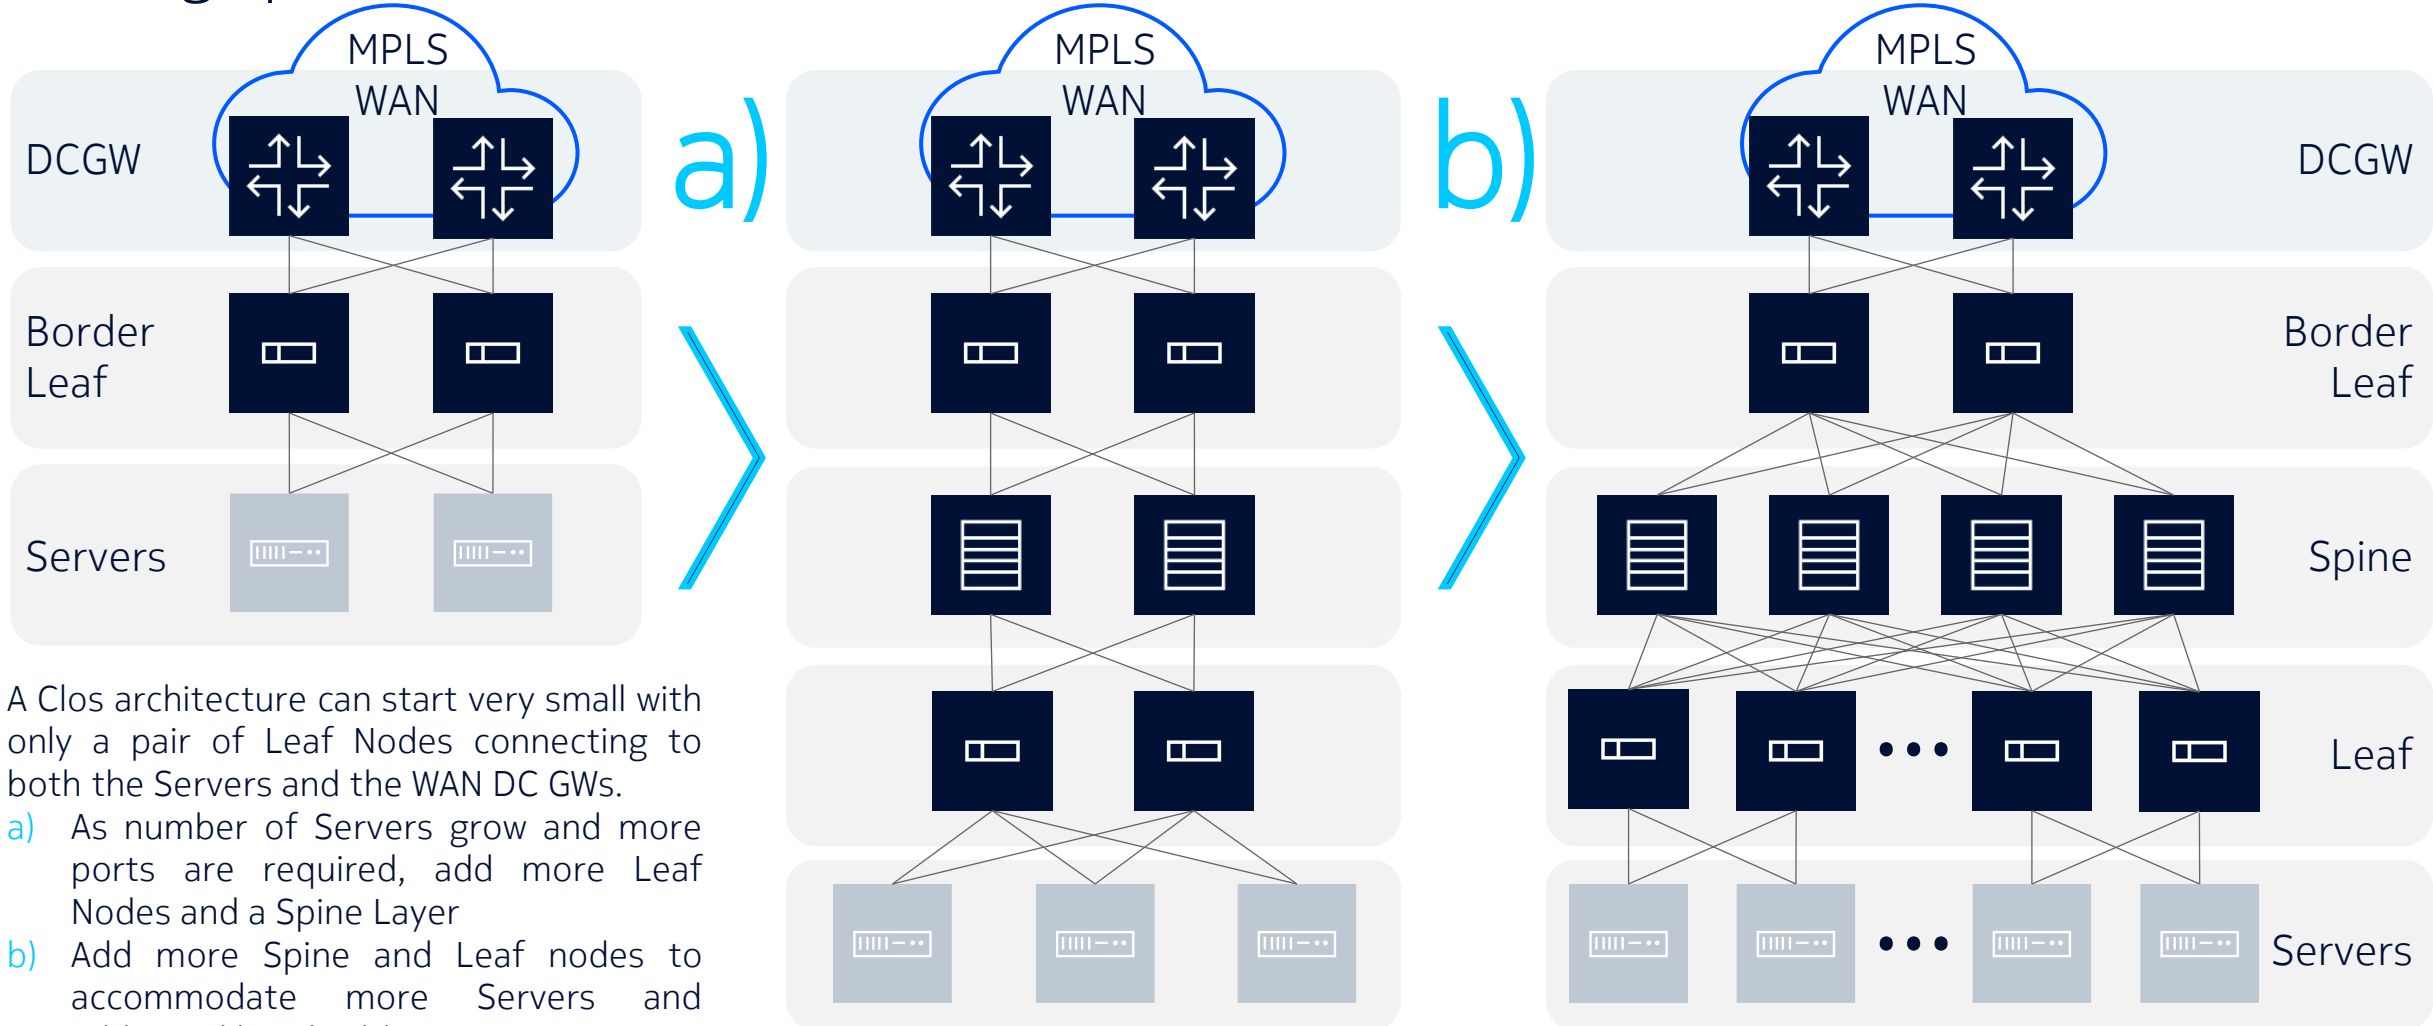 MPLS
WAN
DCGW
Border
Leaf
Servers
a)
MPLS
WAN
b)
MPLS
WAN
DCGW
Border
Leaf
Spine
Leaf
Servers
A Clos architecture can start very small with
only a pair of Leaf Nodes connecting to
both the Servers and the WAN DC GWs.
a) As number of Servers grow and more
ports are required, add more Leaf
Nodes and a Spine Layer
b) Add more Spine and Leaf nodes to
accommodate more Servers and